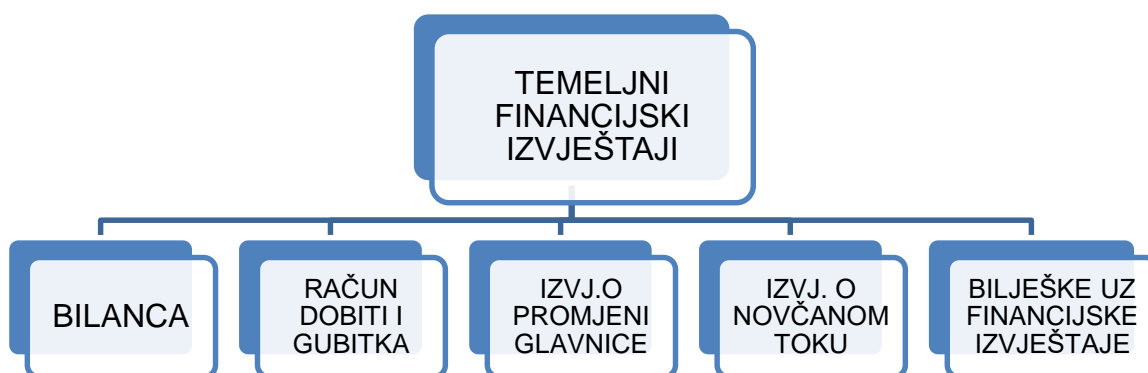 TEMELJNI
FINANCIJSKI
IZVJEŠTAJI
BILANCA
RAČUN
DOBITI I
GUBITKA
IZVJ.O
PROMJENI
GLAVNICE
IZVJ. O
NOVČANOM
TOKU
BILJEŠKE UZ
FINANCIJSKE
IZVJEŠTAJE